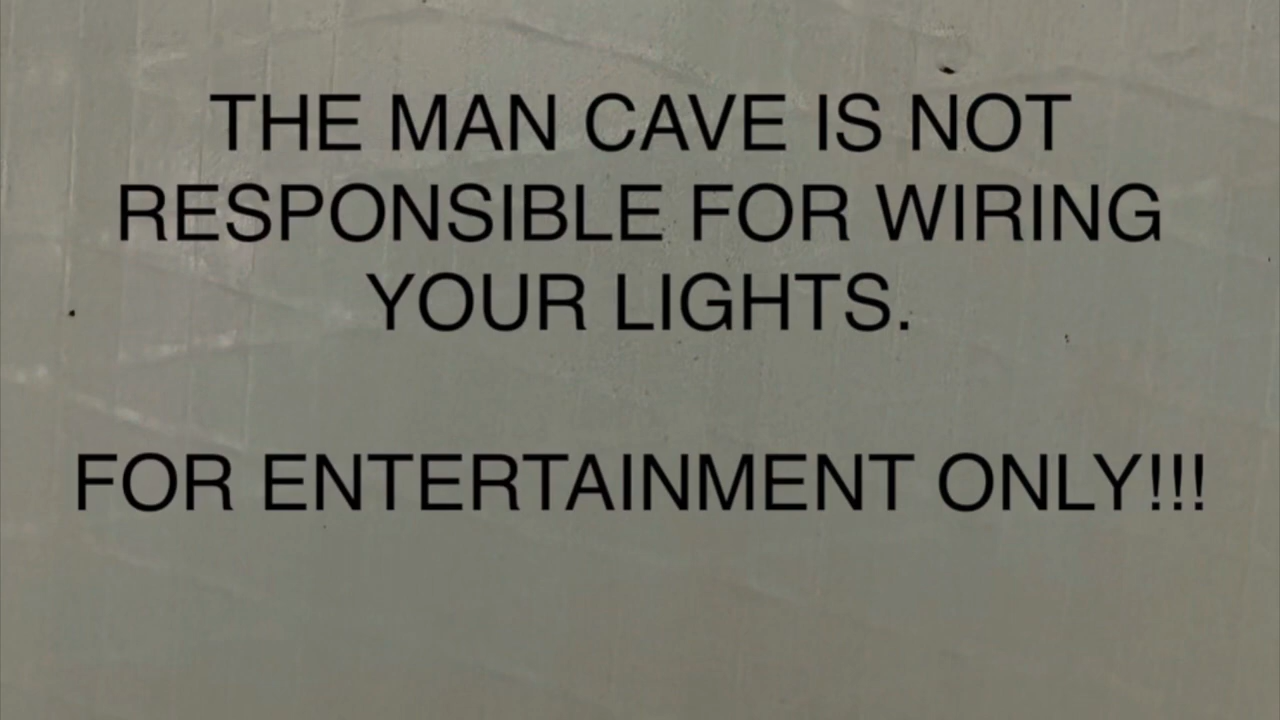 THE MAN CAVE IS NOT
RESPONSIBLE FOR WIRING
YOUR LIGHTS.
FOR ENTERTAINMENT ONLY!!!